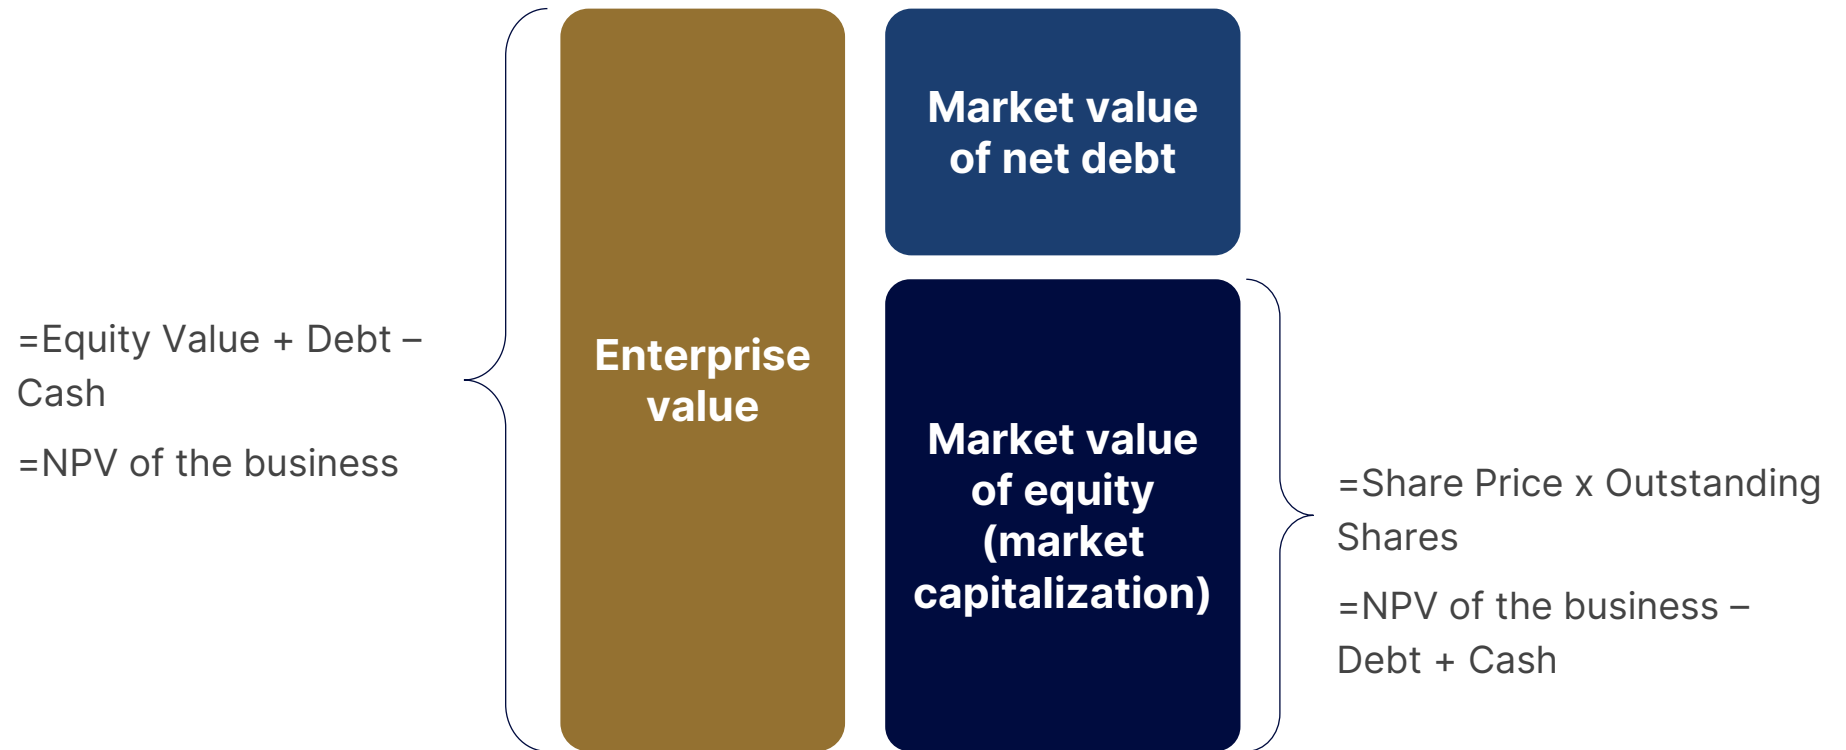 =Equity Value + Debt –
Cash
=NPV of the business
Enterprise
value
Market value
of net debt
Market value
of equity
(market
capitalization)
=Share Price x Outstanding
Shares
=NPV of the business –
Debt + Cash